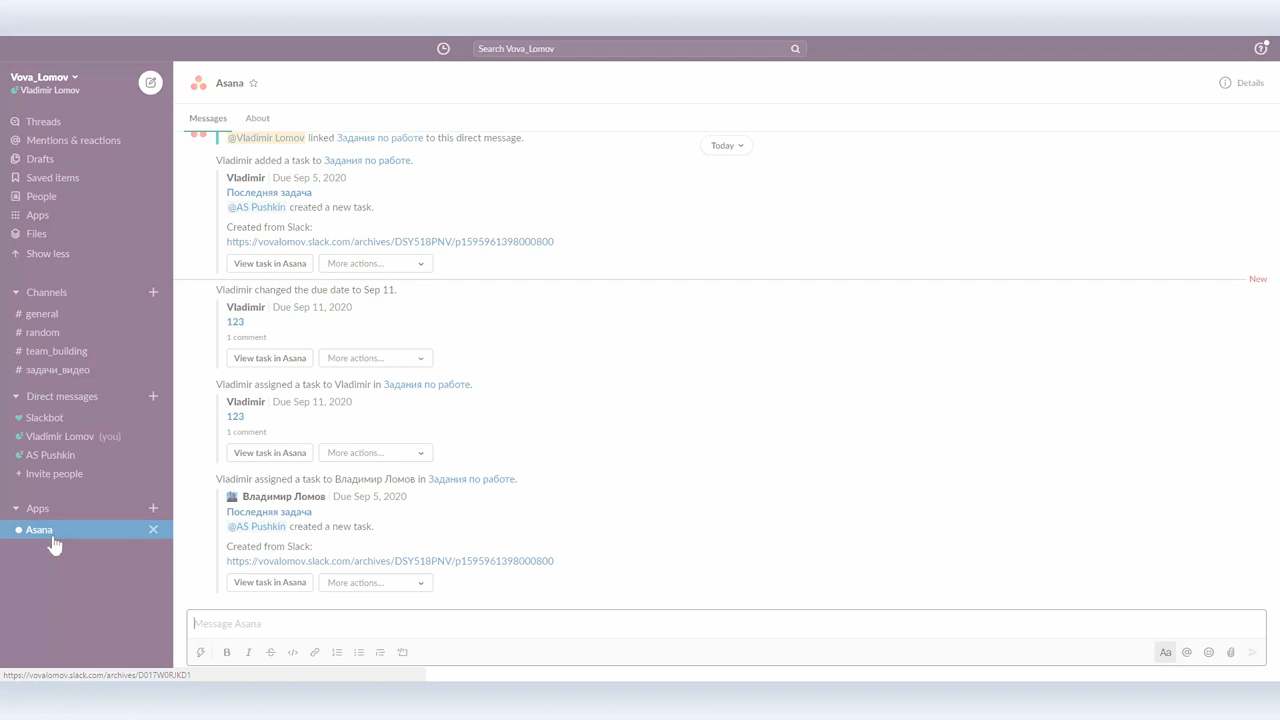 Search Vova_Lomov
Vova_Lomov
Vladimir Lomov
Threads
Mentions & reactions
Drafts
Saved items
People
Apps
Files
Show less
Channels
# general
# random
# team_building
# задачи_видео
Direct messages
Slackbot
Vladimir Lomov (you)
AS Pushkin
+ Invite people
Apps
Asana
Asana
Details
Messages
About
@Vladimir Lomov linked Задания по работе to this direct message.
Today
Vladimir added a task to Задания по работе.
Vladimir | Due Sep 5, 2020
Последняя задача
@AS Pushkin created a new task.
Created from Slack:
https://vovalomov.slack.com/archives/DSY518PNV/p1595961398000800
View task in Asana
More actions...
New
Vladimir changed the due date to Sep 11.
Vladimir | Due Sep 11, 2020
123
1 comment
View task in Asana
More actions...
Vladimir assigned a task to Vladimir in Задания по работе.
Vladimir | Due Sep 11, 2020
123
1 comment
View task in Asana
More actions...
Vladimir assigned a task to Владимир Ломов in Задания по работе.
Владимир Ломов | Due Sep 5, 2020
Последняя задача
@AS Pushkin created a new task.
Created from Slack:
https://vovalomov.slack.com/archives/DSY518PNV/p1595961398000800
View task in Asana
More actions...
Message Asana
Aa
https://vovalomov.slack.com/archives/D017W0RJKD1